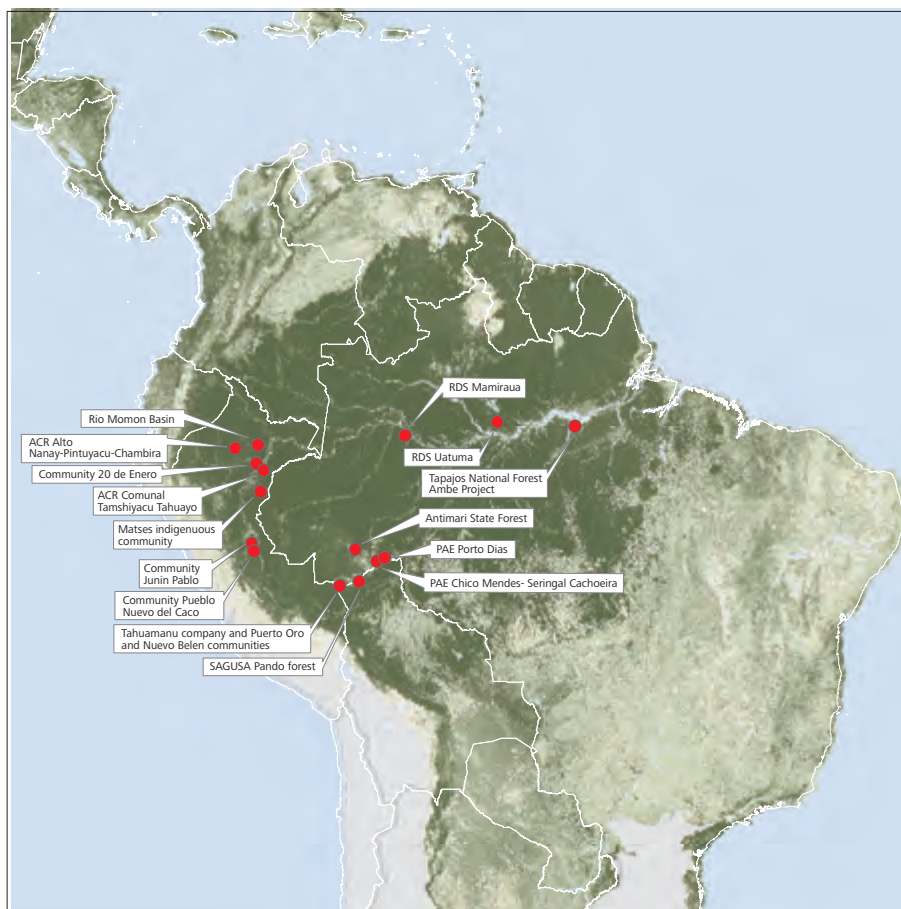 RDS Mamiraua
Rio Momon Basin
ACR Alto
Nanay-Pintuyacu-Chambira
RDS Uatuma
Community 20 de Enero
Tapajos National Forest
Ambe Project
ACR Comunal
Tamshiyacu Tahuayo
Antimari State Forest
Matses indigenuous
community
PAE Porto Dias
Community
Junin Pablo
PAE Chico Mendes- Seringal Cachoeira
Community Pueblo
Nuevo del Caco
Tahuamanu company and Puerto Oro
and Nuevo Belen communities
SAGUSA Pando forest